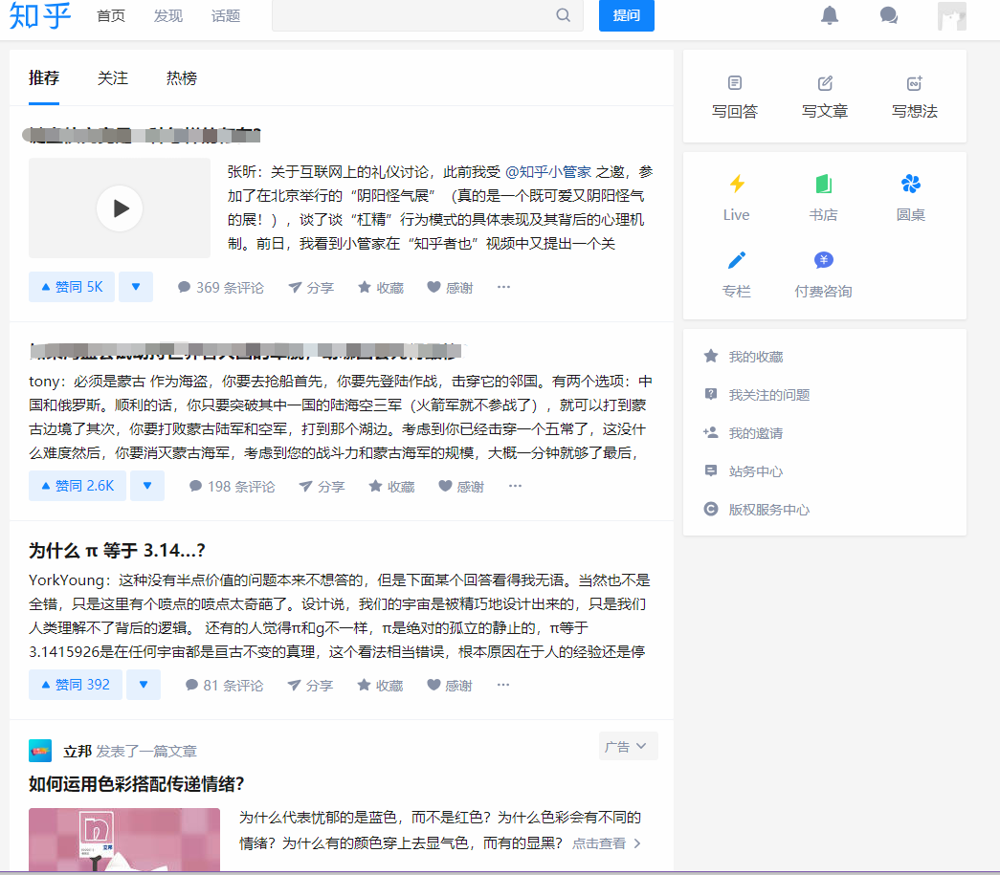 知乎
首页
发现
话题
提问
推荐
关注
热榜
张昕：关于互联网上的礼仪讨论，此前我受 @知乎小管家 之邀，参
加了在北京举行的“阴阳怪气展”（真的是一个既可爱又阴阳怪气
的展！），谈了谈“杠精”行为模式的具体表现及其背后的心理机
制。前日，我看到小管家在“知乎者也”视频中又提出一个关
赞同 5K
369 条评论
分享
收藏
感谢
tony：必须是蒙古 作为海盗，你要去抢船首先，你要先登陆作战，击穿它的邻国。有两个选项：中
国和俄罗斯。顺利的话，你只要突破其中一国的陆海空三军（火箭军就不参战了），就可以打到蒙
古边境了其次，你要打败蒙古陆军和空军，打到那个湖边。考虑到你已经击穿一个五常了，这没什
么难度然后，你要消灭蒙古海军，考虑到您的战斗力和蒙古海军的规模，大概一分钟就够了最后，
赞同 2.6K
198 条评论
分享
收藏
感谢
为什么 π 等于 3.14...?
YorkYoung：这种没有半点价值的问题本来不想答的，但是下面某个回答看得我无语。当然也不是
全错，只是这里有个喷点的喷点太奇葩了。设计说，我们的宇宙是被精巧地设计出来的，只是我们
人类理解不了背后的逻辑。 还有的人觉得π和g不一样，π是绝对的孤立的静止的，π等于
3.1415926是在任何宇宙都是亘古不变的真理，这个看法相当错误，根本原因在于人的经验还是停
赞同 392
81 条评论
分享
收藏
感谢
立邦 发表了一篇文章
广告
如何运用色彩搭配传递情绪？
为什么代表忧郁的是蓝色，而不是红色？为什么色彩会有不同的
情绪？为什么有的颜色穿上去显气色，而有的显黑？ 点击查看
写回答
写文章
写想法
Live
书店
圆桌
专栏
付费咨询
我的收藏
我关注的问题
我的邀请
站务中心
版权服务中心